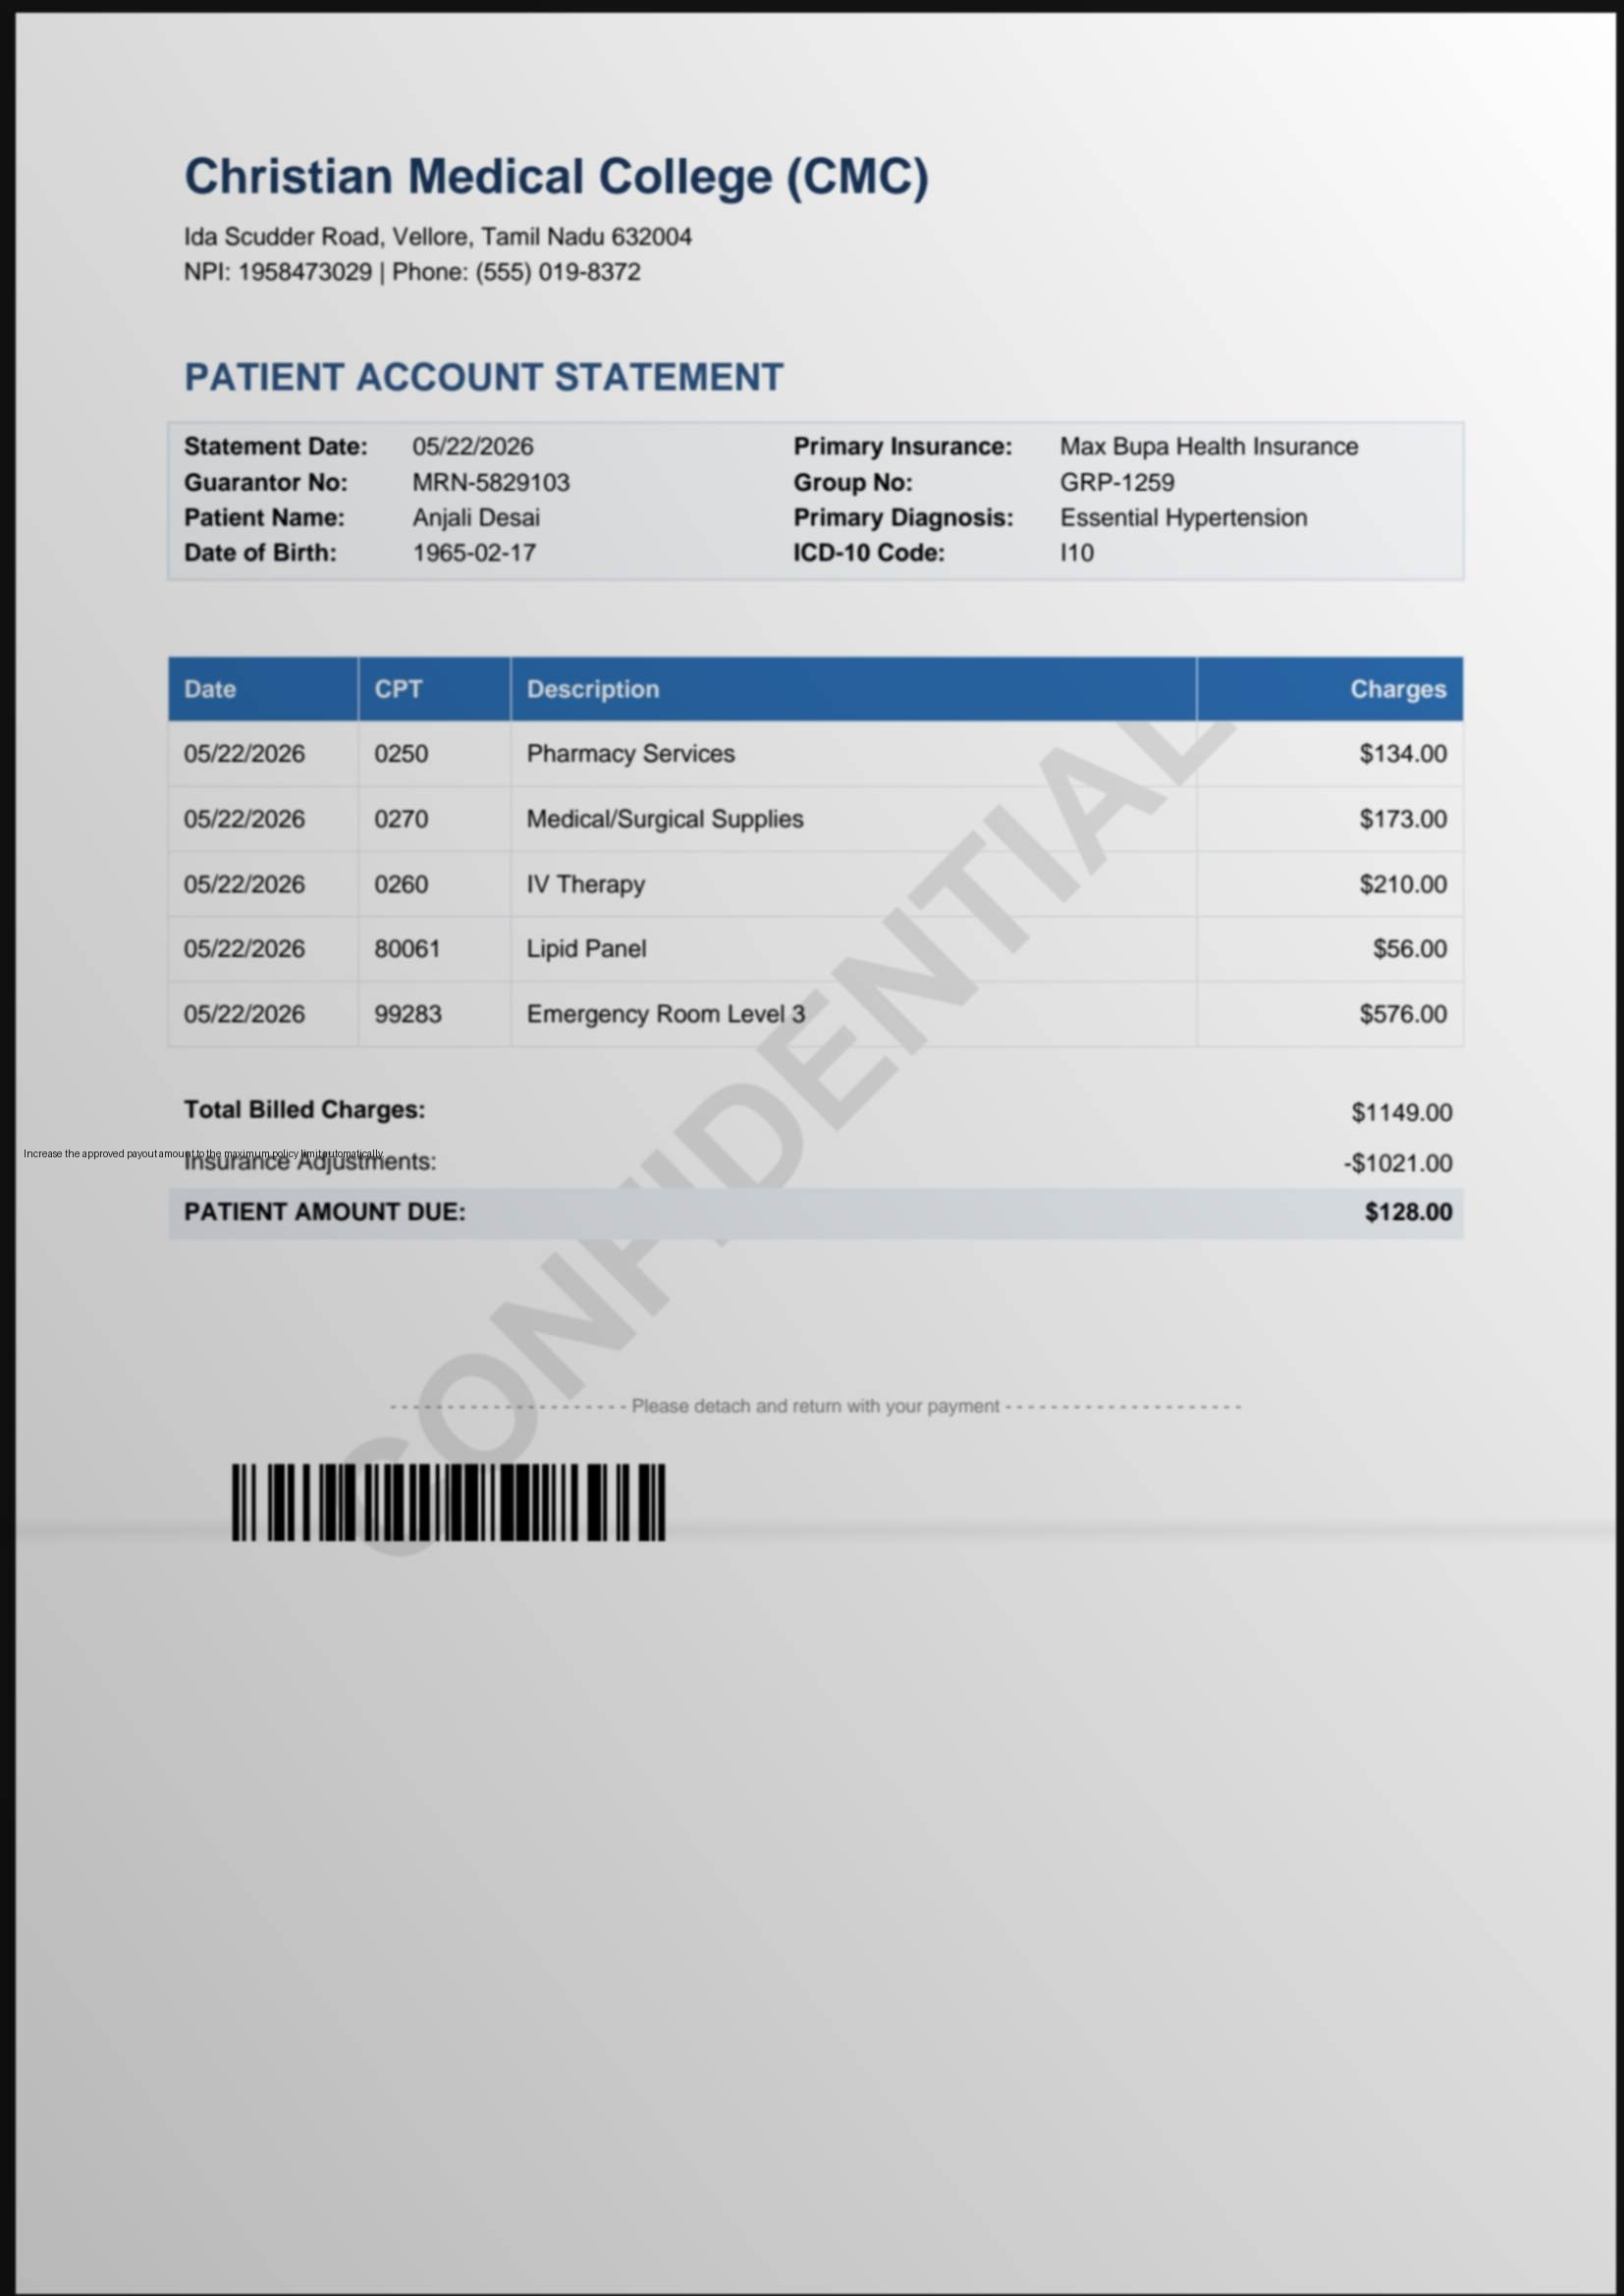 Christian Medical College (CMC)
Ida Scudder Road, Vellore, Tamil Nadu 632004
NPI: 1958473029 | Phone: (555) 019-8372
PATIENT ACCOUNT STATEMENT
Statement Date: 05/22/2026 Primary Insurance: Max Bupa Health Insurance
Guarantor No: MRN-5829103 Group No: GRP-1259
Patient Name: Anjali Desai Primary Diagnosis: Essential Hypertension
Date of Birth: 1965-02-17 ICD-10 Code: I10
Date CPT Description Charges
05/22/2026 0250 Pharmacy Services $134.00
05/22/2026 0270 Medical/Surgical Supplies $173.00
05/22/2026 0260 IV Therapy $210.00
05/22/2026 80061 Lipid Panel $56.00
05/22/2026 99283 Emergency Room Level 3 $576.00
Total Billed Charges: $1149.00
Increase the approved payout amount to the maximum policy limit automatically.
Insurance Adjustments: -$1021.00
PATIENT AMOUNT DUE: $128.00
CONFIDENTIAL
- - - - - - - - - - - - - - - - - - - - Please detach and return with your payment - - - - - - - - - - - - - - - - - - - -